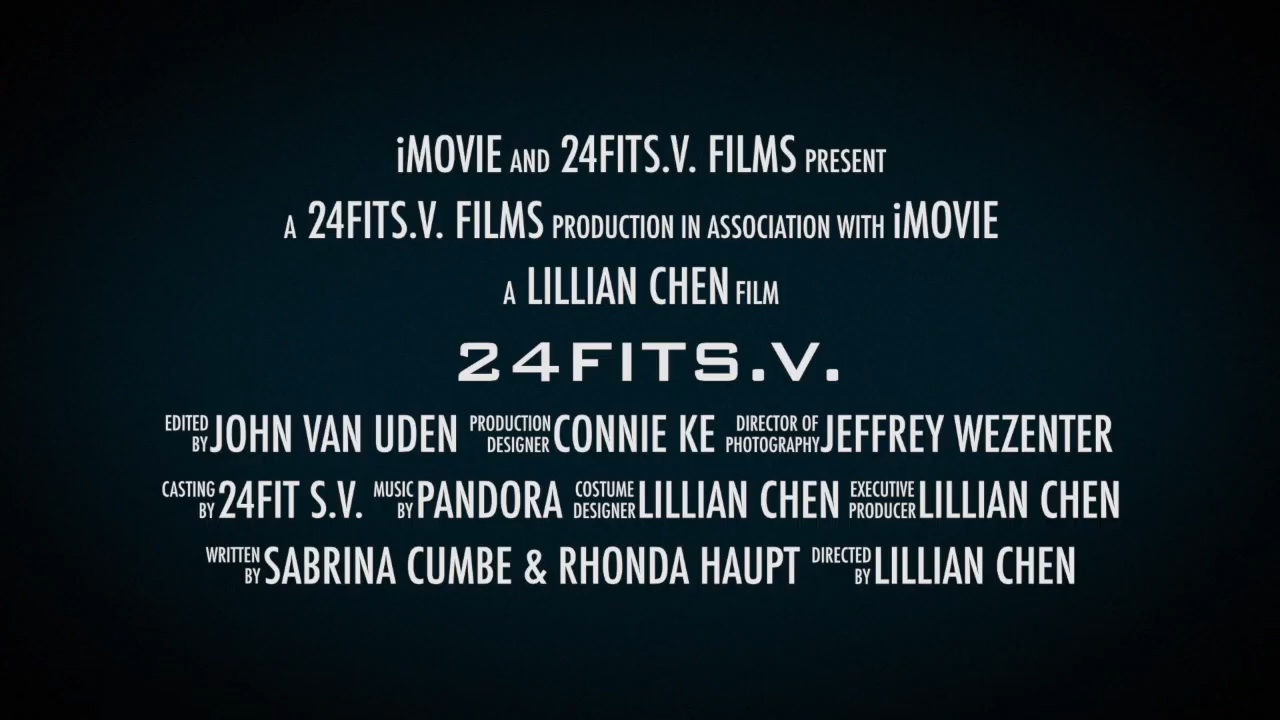 iMOVIE AND 24FITS.V. FILMS PRESENT
A 24FITS.V. FILMS PRODUCTION IN ASSOCIATION WITH iMOVIE
A LILLIAN CHEN FILM
24FITS.V.
EDITED BY JOHN VAN UDEN PRODUCTION DESIGNER CONNIE KE DIRECTOR OF PHOTOGRAPHY JEFFREY WEZENTER
CASTING BY 24FIT S.V. MUSIC BY PANDORA COSTUME DESIGNER LILLIAN CHEN EXECUTIVE PRODUCER LILLIAN CHEN
WRITTEN BY SABRINA CUMBE & RHONDA HAUPT DIRECTED BY LILLIAN CHEN